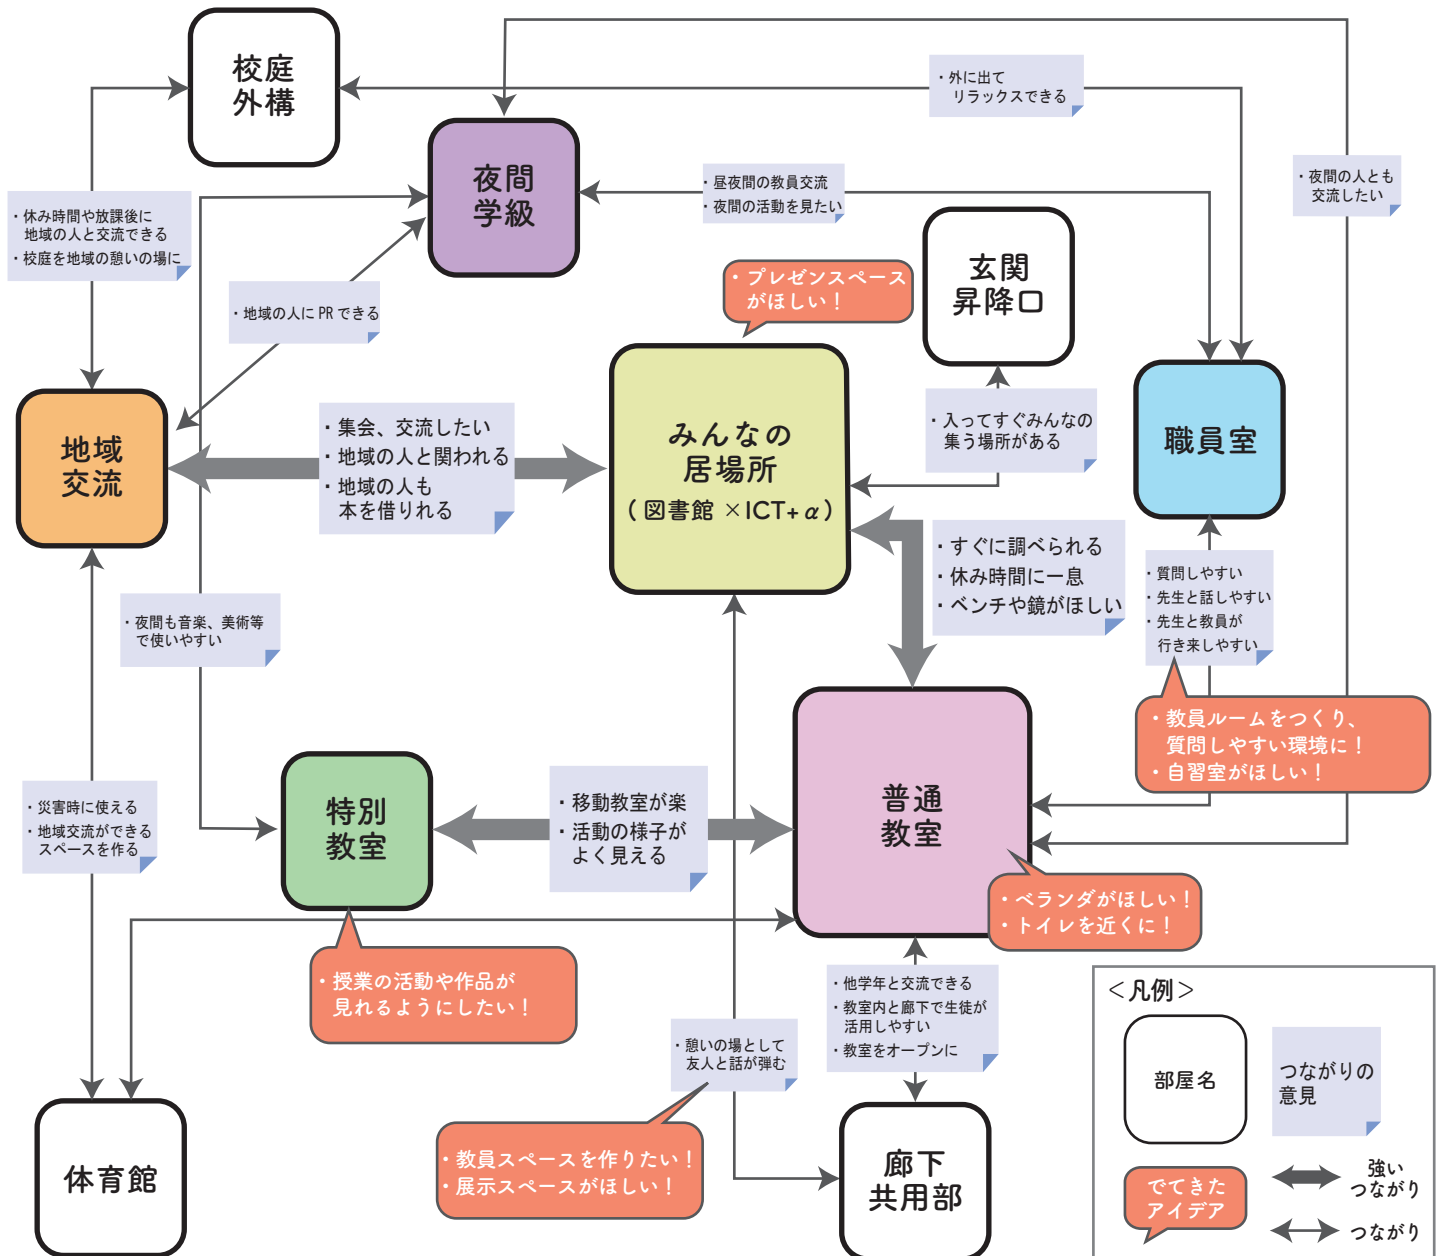 校庭
外構
・外に出て
リラックスできる
夜間
学級
・昼夜間の教員交流
・夜間の活動を見たい
・夜間の人とも
交流したい
・休み時間や放課後に
地域の人と交流できる
・校庭を地域の憩いの場に
・地域の人に PR できる
・プレゼンスペース
がほしい！
玄関
昇降口
地域
交流
・集会、交流したい
・地域の人と関われる
・地域の人も
本を借りれる
みんなの
居場所
（ 図書館 ×ICT+α）
・入ってすぐみんなの
集う場所がある
職員室
・すぐに調べられる
・休み時間に一息
・ベンチや鏡がほしい
・質問しやすい
・先生と話しやすい
・先生と教員が
行き来しやすい
・夜間も音楽、美術等
で使いやすい
・教員ルームをつくり、
質問しやすい環境に！
・自習室がほしい！
・災害時に使える
・地域交流ができる
スペースを作る
特別
教室
・移動教室が楽
・活動の様子が
よく見える
普通
教室
・ベランダがほしい！
・トイレを近くに！
・授業の活動や作品が
見れるようにしたい！
・他学年と交流できる
・教室内と廊下で生徒が
活用しやすい
・教室をオープンに
・憩いの場として
友人と話が弾む
・教員スペースを作りたい！
・展示スペースがほしい！
体育館
廊下
共用部
＜凡例＞
部屋名
つながりの
意見
でてきた
アイデア
強い
つながり
つながり